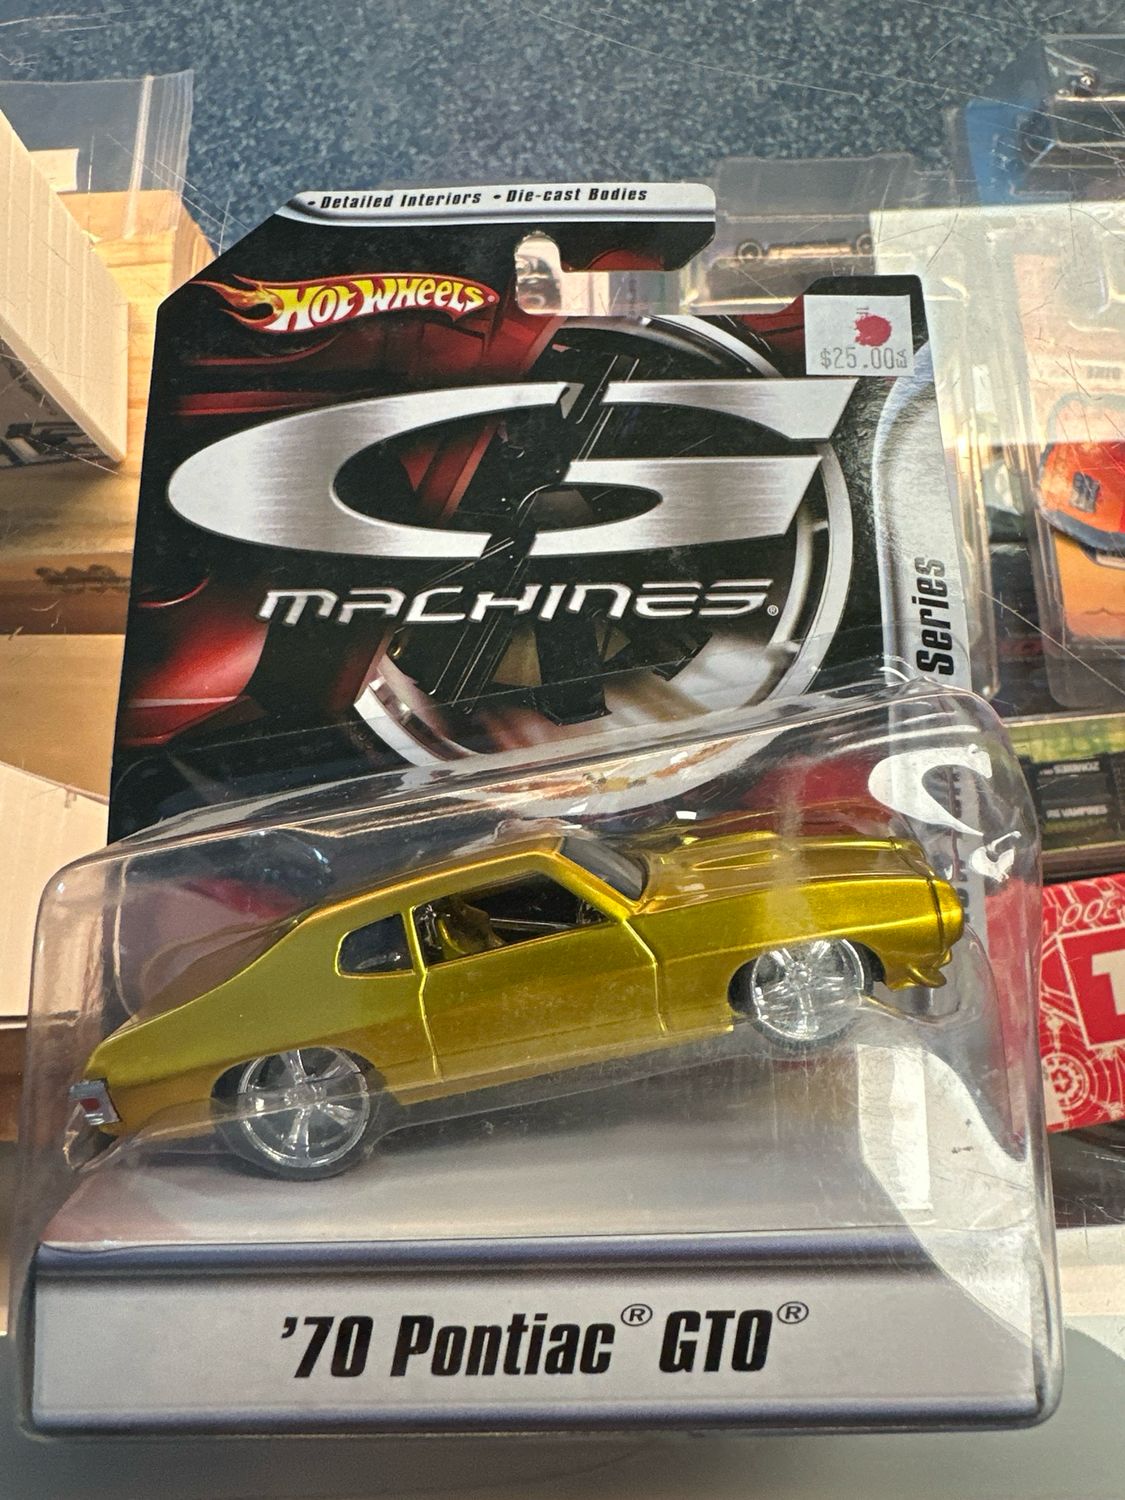 • Detailed Interiors • Die-cast Bodies
HOT WHEELS®
$25.00
G
MACHINES®
Series
'70 Pontiac® GTO®